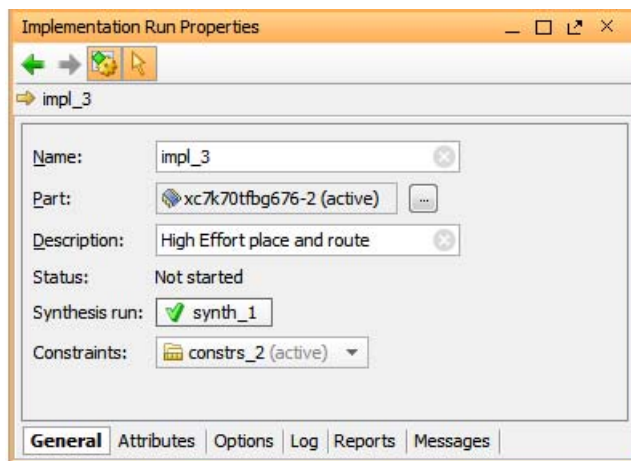 Implementation Run Properties
impl_3
Name: impl_3
Part: xc7k70tfbg676-2 (active) ...
Description: High Effort place and route
Status: Not started
Synthesis run: synth_1
Constraints: constrs_2 (active)
General Attributes Options Log Reports Messages